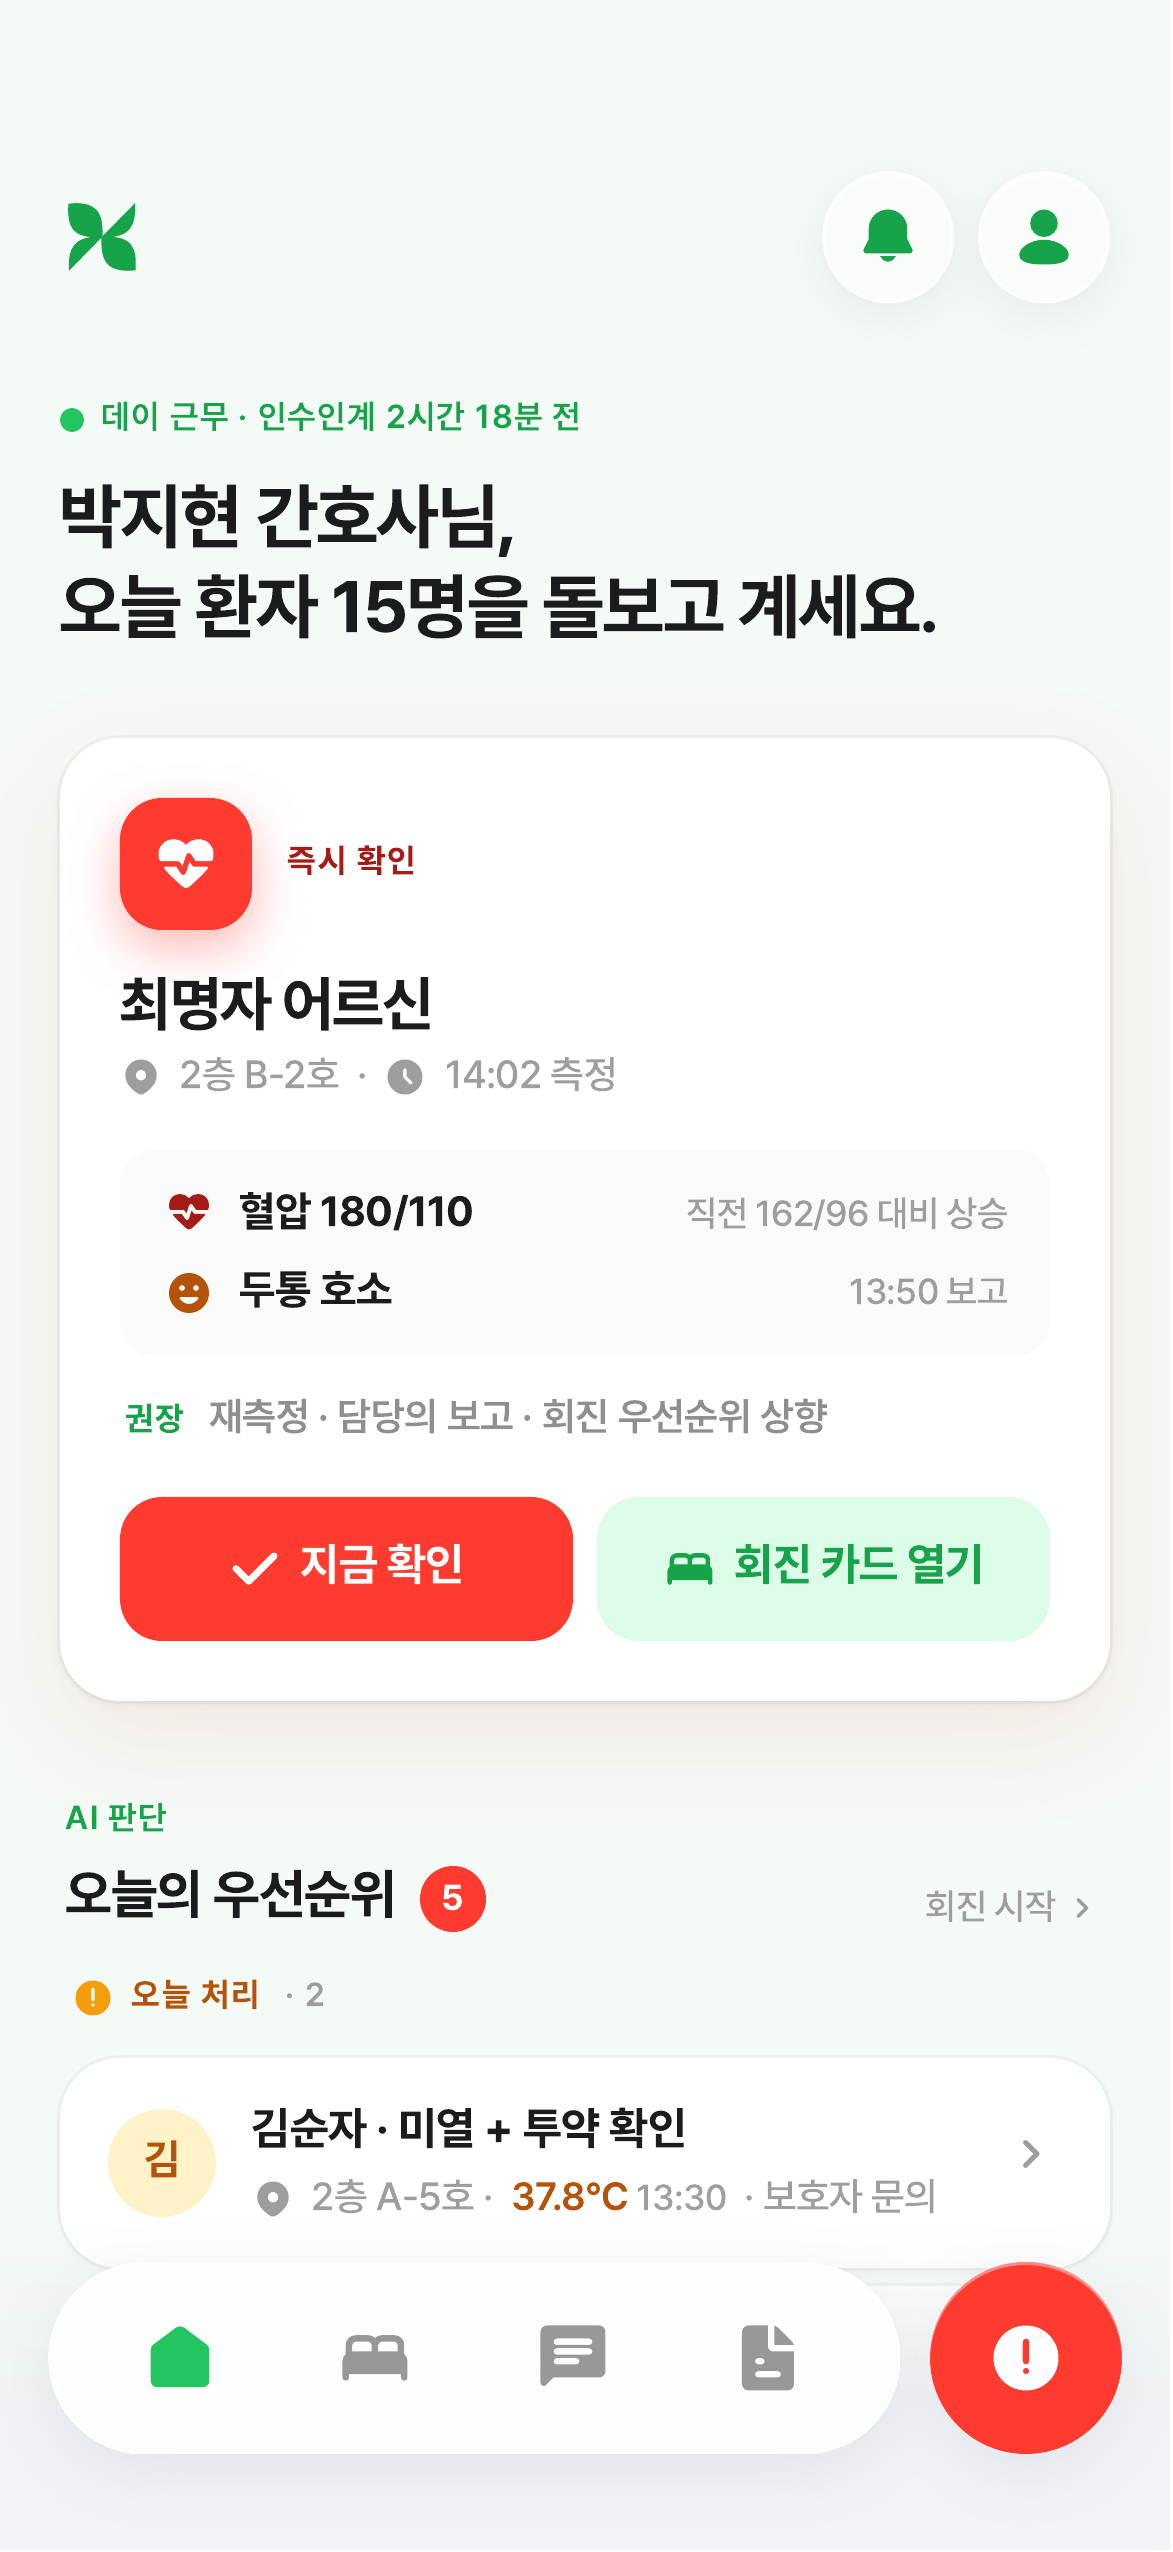 데이 근무 · 인수인계 2시간 18분 전
박지현 간호사님,
오늘 환자 15명을 돌보고 계세요.
즉시 확인
최명자 어르신
2층 B-2호 · 14:02 측정
혈압 180/110 직전 162/96 대비 상승
두통 호소 13:50 보고
권장 재측정 · 담당의 보고 · 회진 우선순위 상향
지금 확인 회진 카드 열기
AI 판단
오늘의 우선순위 5 회진 시작
오늘 처리 · 2
김 김순자 · 미열 + 투약 확인
2층 A-5호 · 37.8°C 13:30 · 보호자 문의